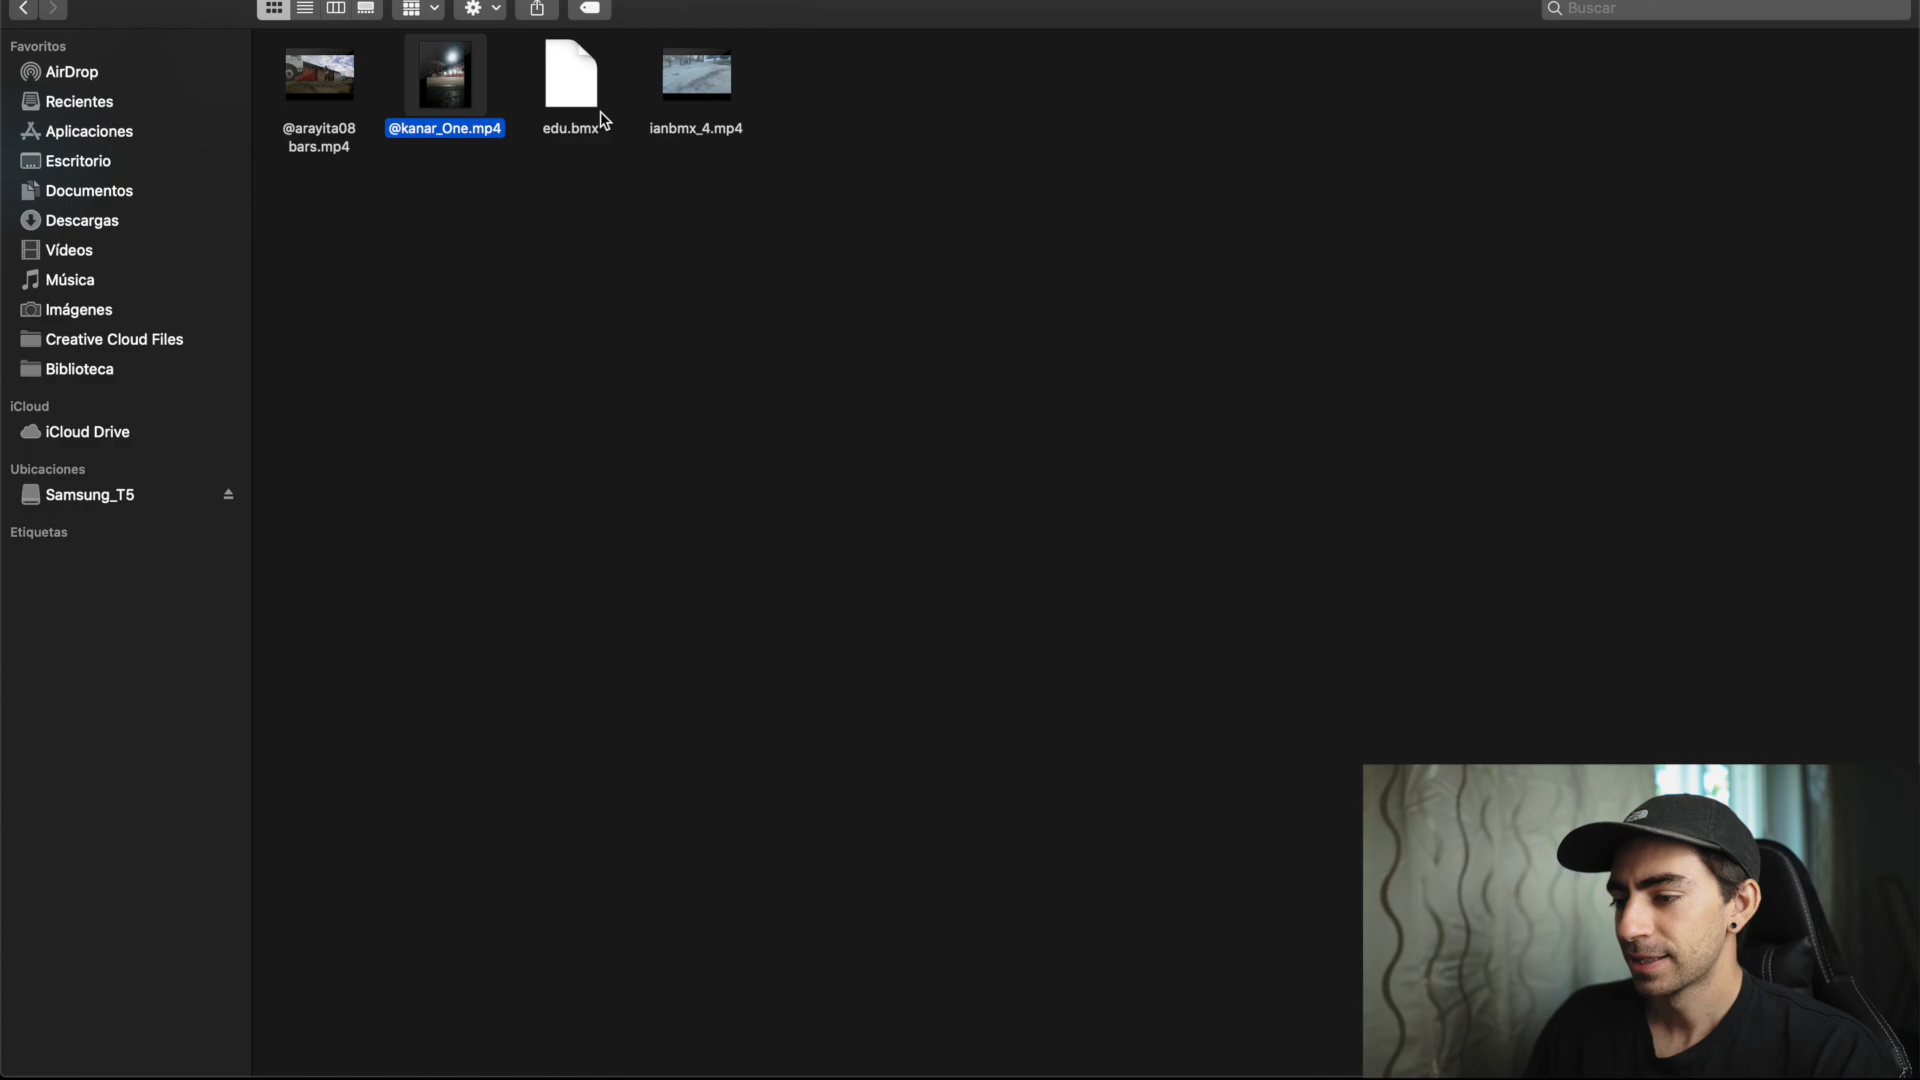 Buscar
Favoritos
AirDrop
Recientes
Aplicaciones
Escritorio
Documentos
Descargas
Vídeos
Música
Imágenes
Creative Cloud Files
Biblioteca
iCloud
iCloud Drive
Ubicaciones
Samsung_T5
Etiquetas
@arayita08
bars.mp4
@kanar_One.mp4
edu.bmx
ianbmx_4.mp4